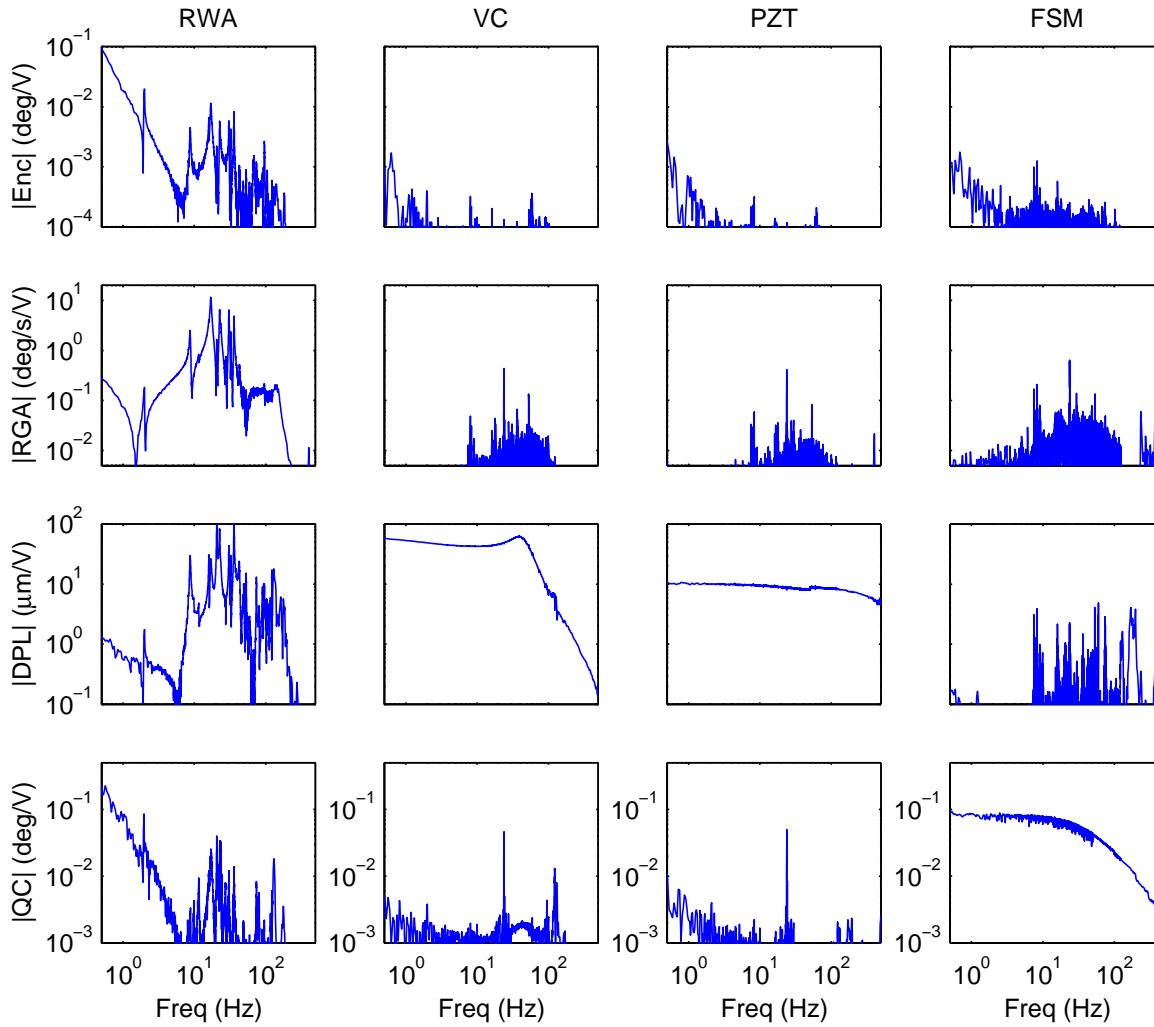 RWA VC PZT FSM
|Enc| (deg/V)
10^-1
10^-2
10^-3
10^-4
|RGA| (deg/s/V)
10^1
10^0
10^-1
10^-2
|DPL| (μm/V)
10^2
10^1
10^0
10^-1
|QC| (deg/V)
10^-1 10^-1 10^-1 10^-1
10^-2 10^-2 10^-2 10^-2
10^-3 10^-3 10^-3 10^-3
10^0 10^1 10^2 10^0 10^1 10^2 10^0 10^1 10^2 10^0 10^1 10^2
Freq (Hz) Freq (Hz) Freq (Hz) Freq (Hz)